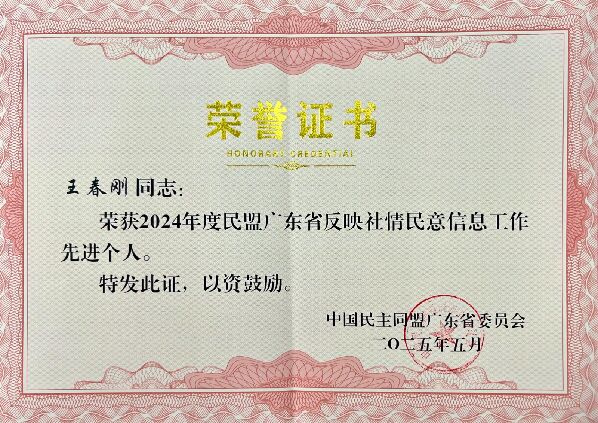 荣誉证书
HONORARY CREDENTIAL
王春刚 同志：
荣获2024年度民盟广东省反映社情民意信息工作
先进个人。
特发此证，以资鼓励。
中国民主同盟广东省委员会
二〇二五年五月